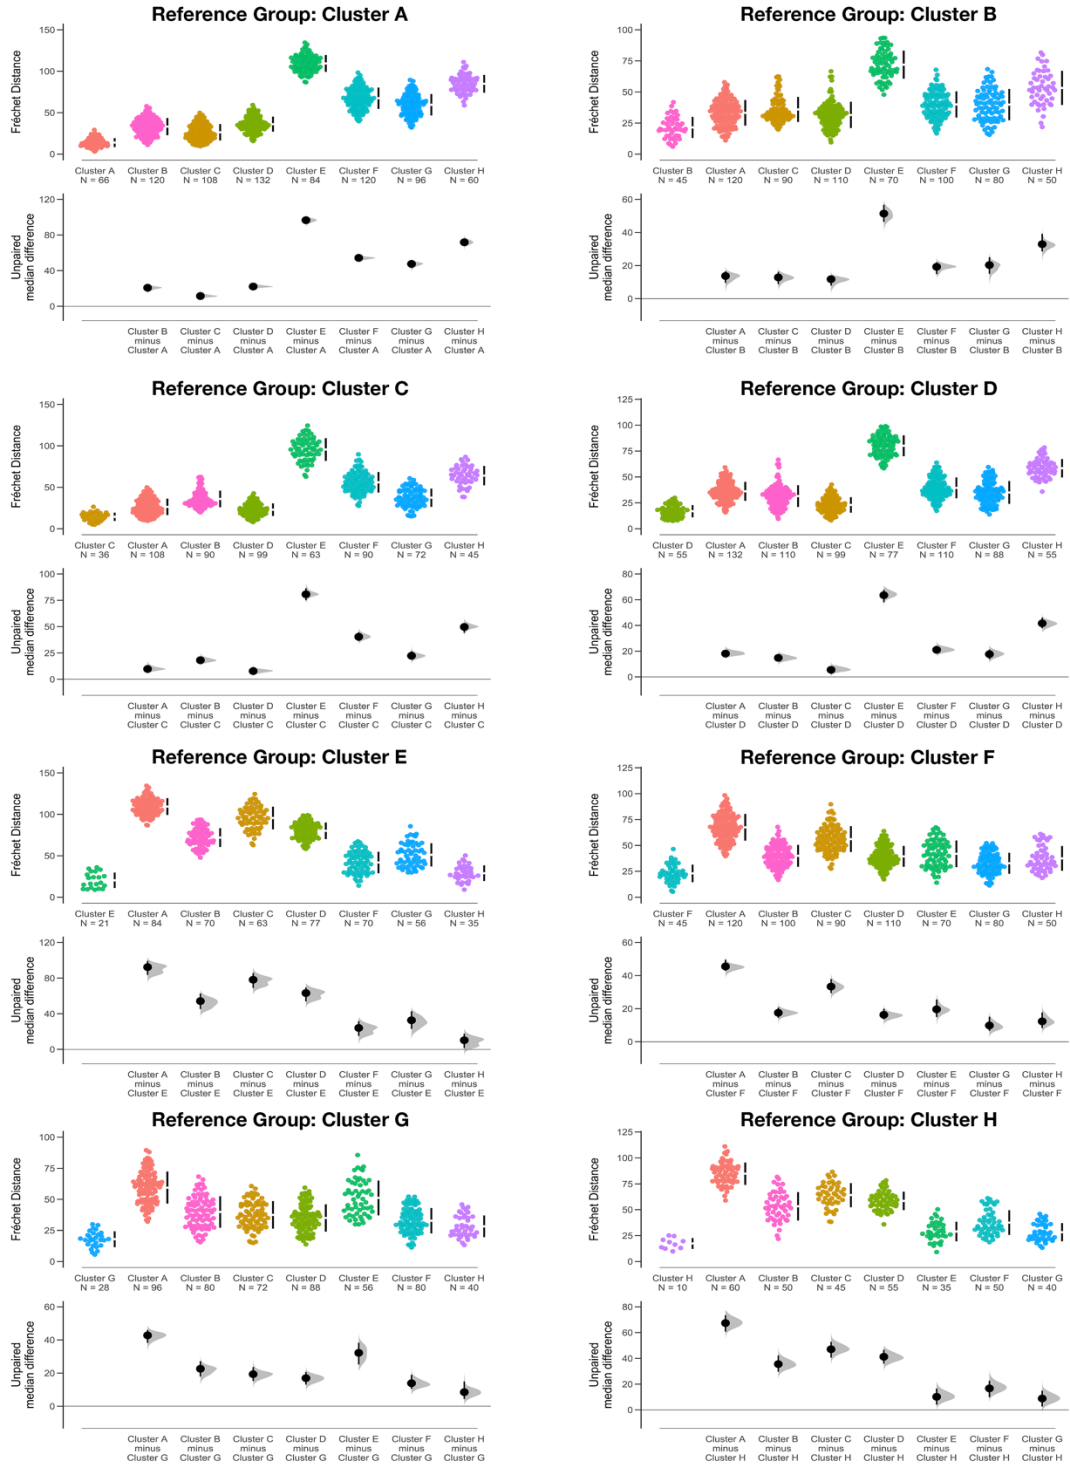 Reference Group: Cluster A
Fréchet Distance
150
100
50
0
Cluster A Cluster B Cluster C Cluster D Cluster E Cluster F Cluster G Cluster H
N = 66 N = 120 N = 108 N = 132 N = 84 N = 120 N = 96 N = 60
Unpaired
median difference
120
80
40
0
Cluster B Cluster C Cluster D Cluster E Cluster F Cluster G Cluster H
minus minus minus minus minus minus minus
Cluster A Cluster A Cluster A Cluster A Cluster A Cluster A Cluster A
Reference Group: Cluster B
Fréchet Distance
100
75
50
25
0
Cluster B Cluster A Cluster C Cluster D Cluster E Cluster F Cluster G Cluster H
N = 45 N = 120 N = 90 N = 110 N = 70 N = 100 N = 80 N = 50
Unpaired
median difference
60
40
20
0
Cluster A Cluster C Cluster D Cluster E Cluster F Cluster G Cluster H
minus minus minus minus minus minus minus
Cluster B Cluster B Cluster B Cluster B Cluster B Cluster B Cluster B
Reference Group: Cluster C
Fréchet Distance
150
100
50
0
Cluster C Cluster A Cluster B Cluster D Cluster E Cluster F Cluster G Cluster H
N = 36 N = 108 N = 90 N = 99 N = 63 N = 90 N = 72 N = 45
Unpaired
median difference
100
75
50
25
0
Cluster A Cluster B Cluster D Cluster E Cluster F Cluster G Cluster H
minus minus minus minus minus minus minus
Cluster C Cluster C Cluster C Cluster C Cluster C Cluster C Cluster C
Reference Group: Cluster D
Fréchet Distance
125
100
75
50
25
0
Cluster D Cluster A Cluster B Cluster C Cluster E Cluster F Cluster G Cluster H
N = 55 N = 132 N = 110 N = 99 N = 77 N = 110 N = 88 N = 55
Unpaired
median difference
80
60
40
20
0
Cluster A Cluster B Cluster C Cluster E Cluster F Cluster G Cluster H
minus minus minus minus minus minus minus
Cluster D Cluster D Cluster D Cluster D Cluster D Cluster D Cluster D
Reference Group: Cluster E
Fréchet Distance
150
100
50
0
Cluster E Cluster A Cluster B Cluster C Cluster D Cluster F Cluster G Cluster H
N = 21 N = 84 N = 70 N = 63 N = 77 N = 70 N = 56 N = 35
Unpaired
median difference
120
80
40
0
Cluster A Cluster B Cluster C Cluster D Cluster F Cluster G Cluster H
minus minus minus minus minus minus minus
Cluster E Cluster E Cluster E Cluster E Cluster E Cluster E Cluster E
Reference Group: Cluster F
Fréchet Distance
125
100
75
50
25
0
Cluster F Cluster A Cluster B Cluster C Cluster D Cluster E Cluster G Cluster H
N = 45 N = 120 N = 100 N = 90 N = 110 N = 70 N = 80 N = 50
Unpaired
median difference
60
40
20
0
Cluster A Cluster B Cluster C Cluster D Cluster E Cluster G Cluster H
minus minus minus minus minus minus minus
Cluster F Cluster F Cluster F Cluster F Cluster F Cluster F Cluster F
Reference Group: Cluster G
Fréchet Distance
100
75
50
25
0
Cluster G Cluster A Cluster B Cluster C Cluster D Cluster E Cluster F Cluster H
N = 28 N = 96 N = 80 N = 72 N = 88 N = 56 N = 80 N = 40
Unpaired
median difference
60
40
20
0
Cluster A Cluster B Cluster C Cluster D Cluster E Cluster F Cluster H
minus minus minus minus minus minus minus
Cluster G Cluster G Cluster G Cluster G Cluster G Cluster G Cluster G
Reference Group: Cluster H
Fréchet Distance
125
100
75
50
25
0
Cluster H Cluster A Cluster B Cluster C Cluster D Cluster E Cluster F Cluster G
N = 10 N = 60 N = 50 N = 45 N = 55 N = 35 N = 50 N = 40
Unpaired
median difference
80
60
40
20
0
Cluster A Cluster B Cluster C Cluster D Cluster E Cluster F Cluster G
minus minus minus minus minus minus minus
Cluster H Cluster H Cluster H Cluster H Cluster H Cluster H Cluster H